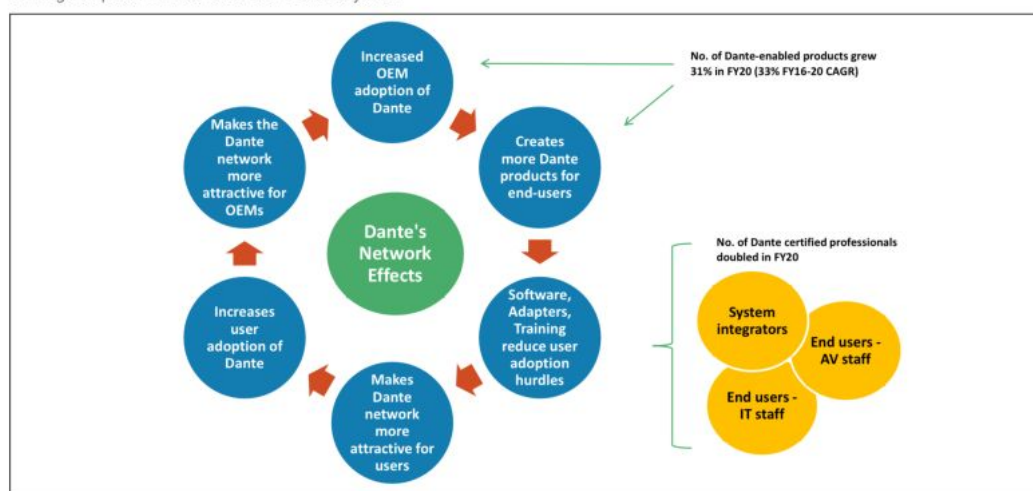 Increased
OEM
adoption of
Dante
No. of Dante-enabled products grew
31% in FY20 (33% FY16-20 CAGR)
Creates
more Dante
products for
end-users
Software,
Adapters,
Training
reduce user
adoption
hurdles
Makes
Dante
network
more
attractive for
users
Increases
user
adoption of
Dante
Makes the
Dante
network
more
attractive for
OEMs
Dante's
Network
Effects
No. of Dante certified professionals
doubled in FY20
System
integrators
End users -
AV staff
End users -
IT staff